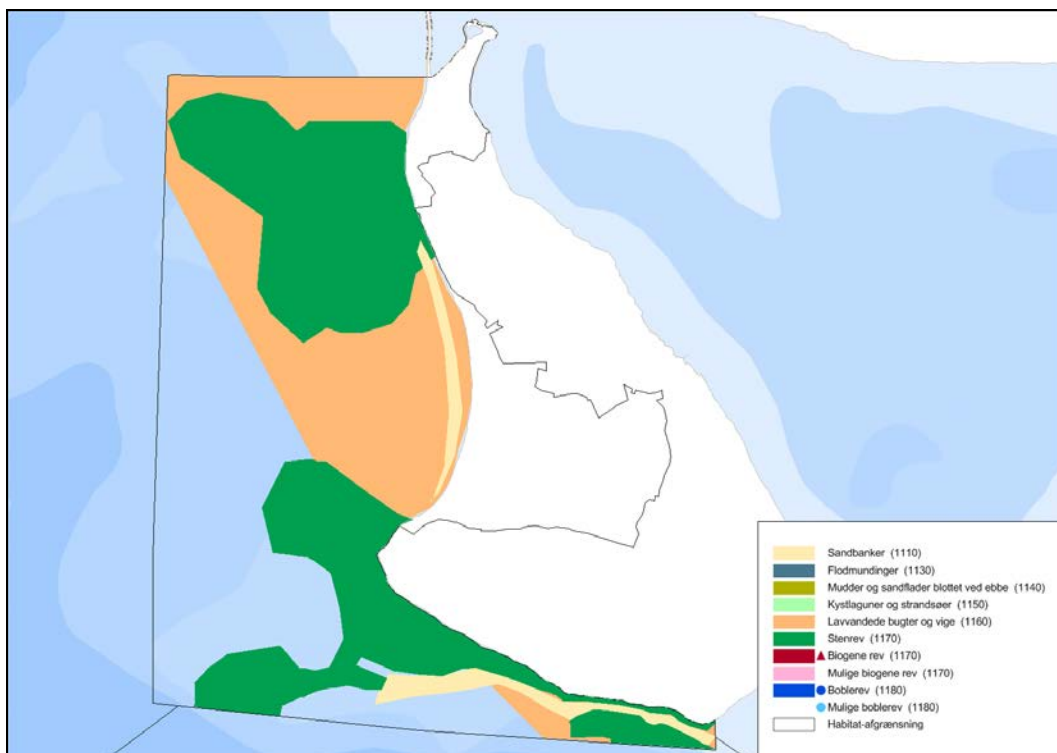 Sandbanker (1110)
Flodmundinger (1130)
Mudder og sandflader blottet ved ebbe (1140)
Kystlaguner og strandsøer (1150)
Lavvandede bugter og vige (1160)
Stenrev (1170)
Biogene rev (1170)
Mulige biogene rev (1170)
Boblerev (1180)
Mulige boblerev (1180)
Habitat-afgrænsning